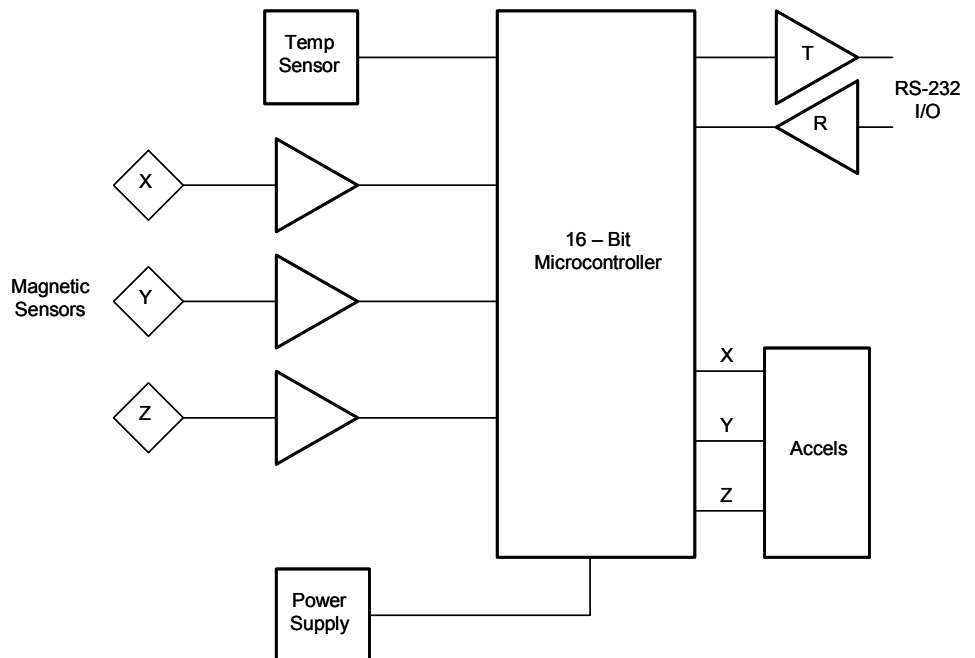 Temp
Sensor
T
RS-232
I/O
R
X
16 – Bit
Microcontroller
Magnetic
Sensors
Y
Z
X
Y
Z
Accels
Power
Supply